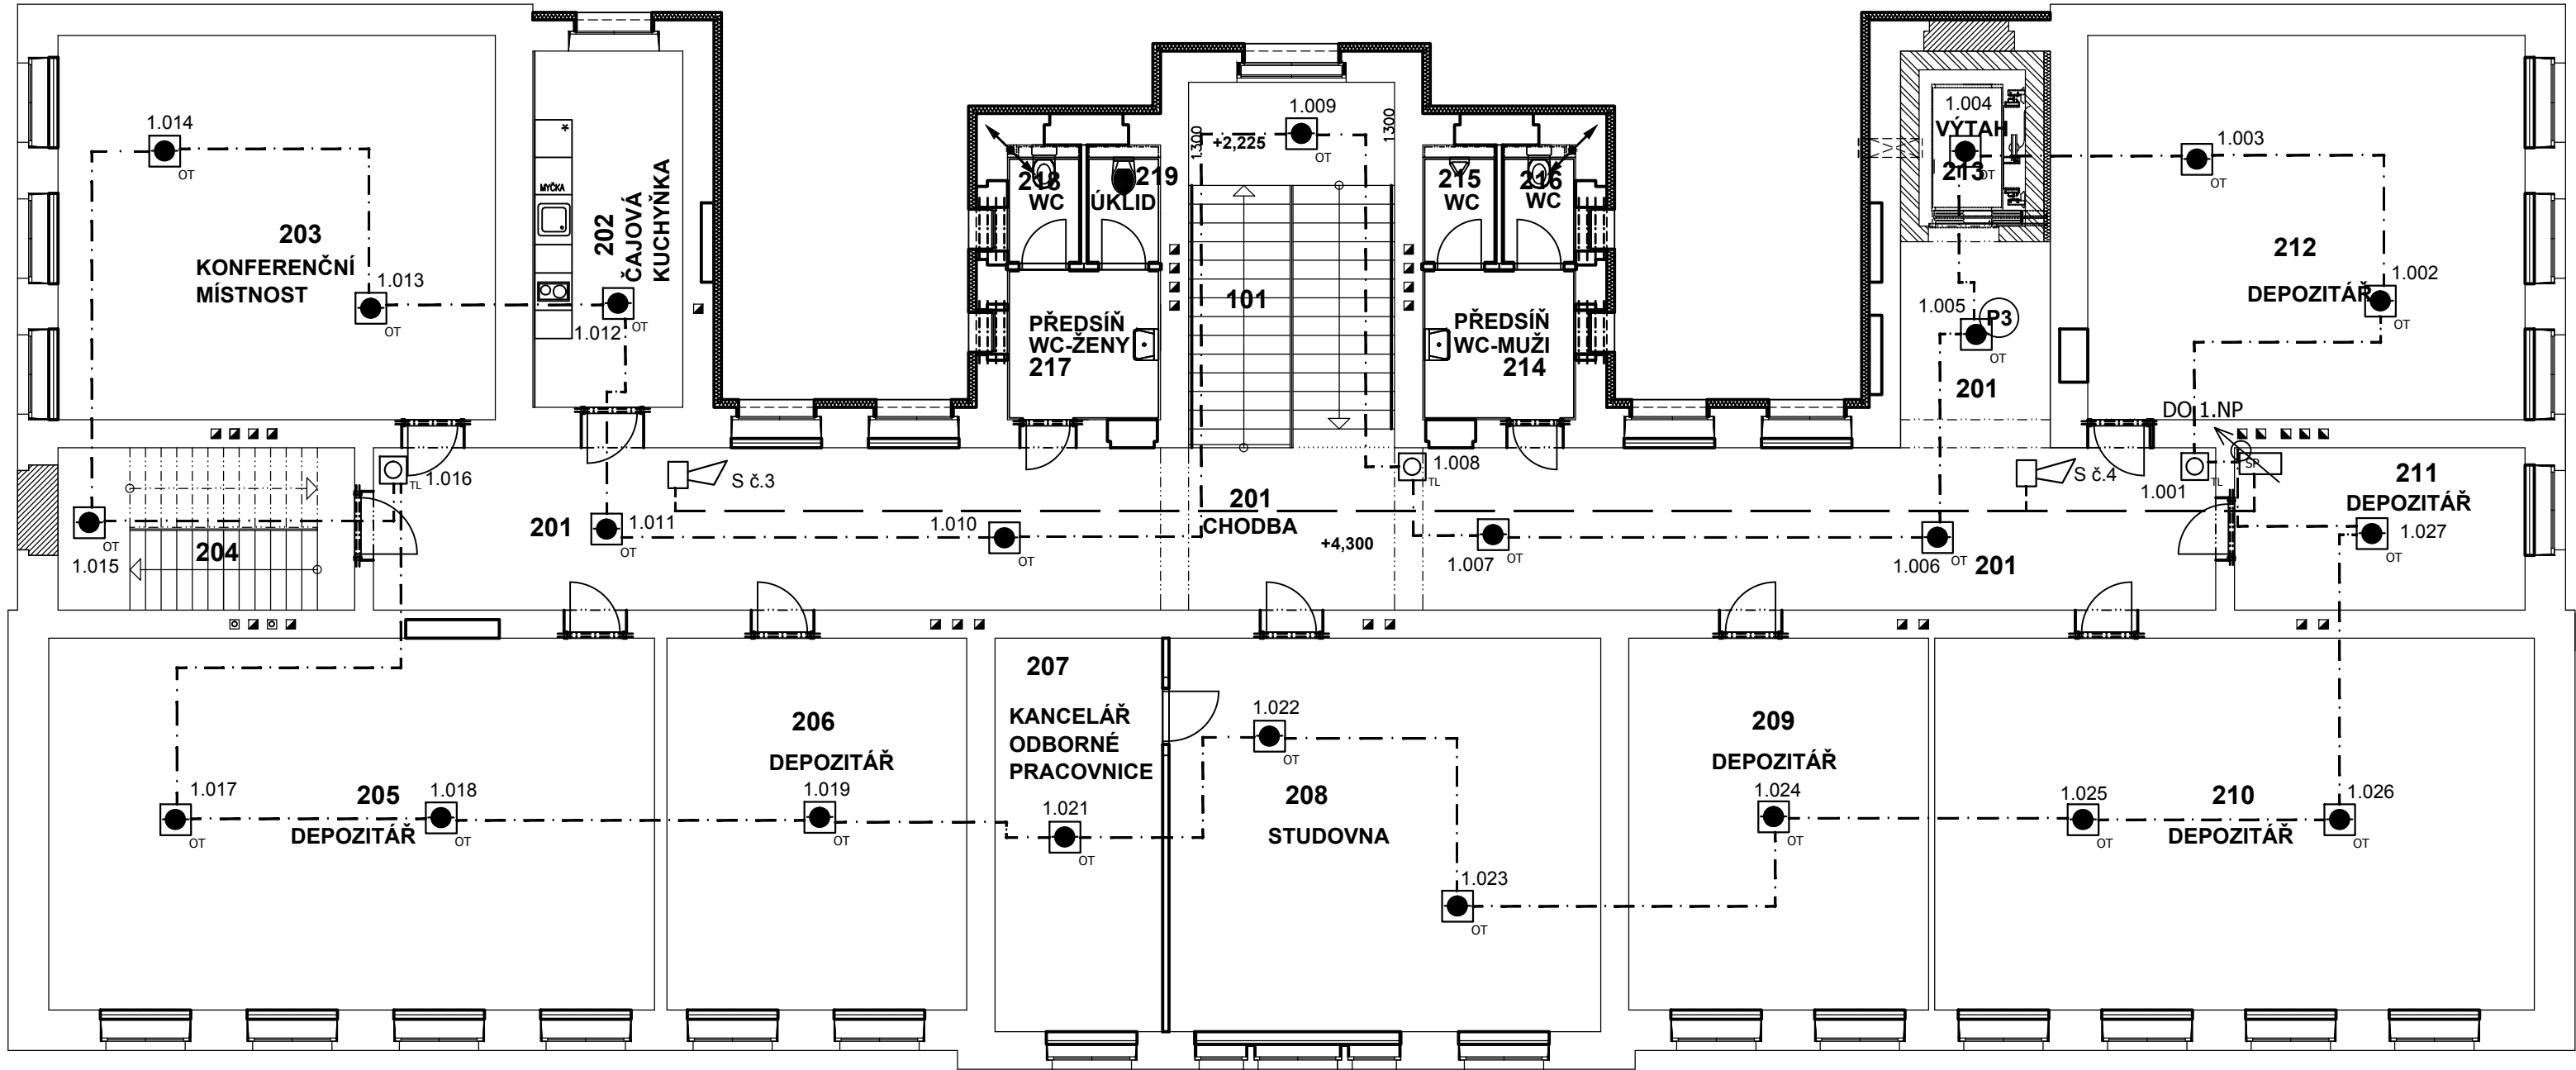 1.014
OT
203
KONFERENČNÍ
MÍSTNOST
1.013
OT
*
MYČKA
202
ČAJOVÁ
KUCHYŇKA
1.012
OT
218
WC
219
ÚKLID
PŘEDSÍŇ
WC-ŽENY
217
1.009
OT
1300
+2,225
1300
101
215
WC
216
WC
PŘEDSÍŇ
WC-MUŽI
214
1.004
VÝTAH
213
OT
1.003
OT
212
DEPOZITÁŘ
1.002
OT
1.005
P3
OT
201
DO 1.NP
1.016
TL
S č.3
1.008
TL
S č.4
1.001
TL
SP
211
DEPOZITÁŘ
1.027
OT
OT
1.015
204
201
1.011
OT
1.010
OT
201
CHODBA
+4,300
1.007
OT
1.006
OT
201
1.017
OT
205
DEPOZITÁŘ
1.018
OT
206
DEPOZITÁŘ
1.019
OT
207
KANCELÁŘ
ODBORNÉ
PRACOVNICE
1.021
OT
1.022
OT
208
STUDOVNA
1.023
OT
209
DEPOZITÁŘ
1.024
OT
1.025
OT
210
DEPOZITÁŘ
1.026
OT